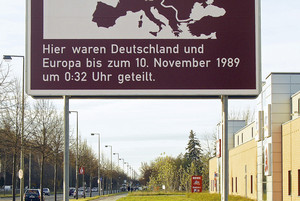 Hier waren Deutschland und
Europa bis zum 10. November 1989
um 0:32 Uhr geteilt.